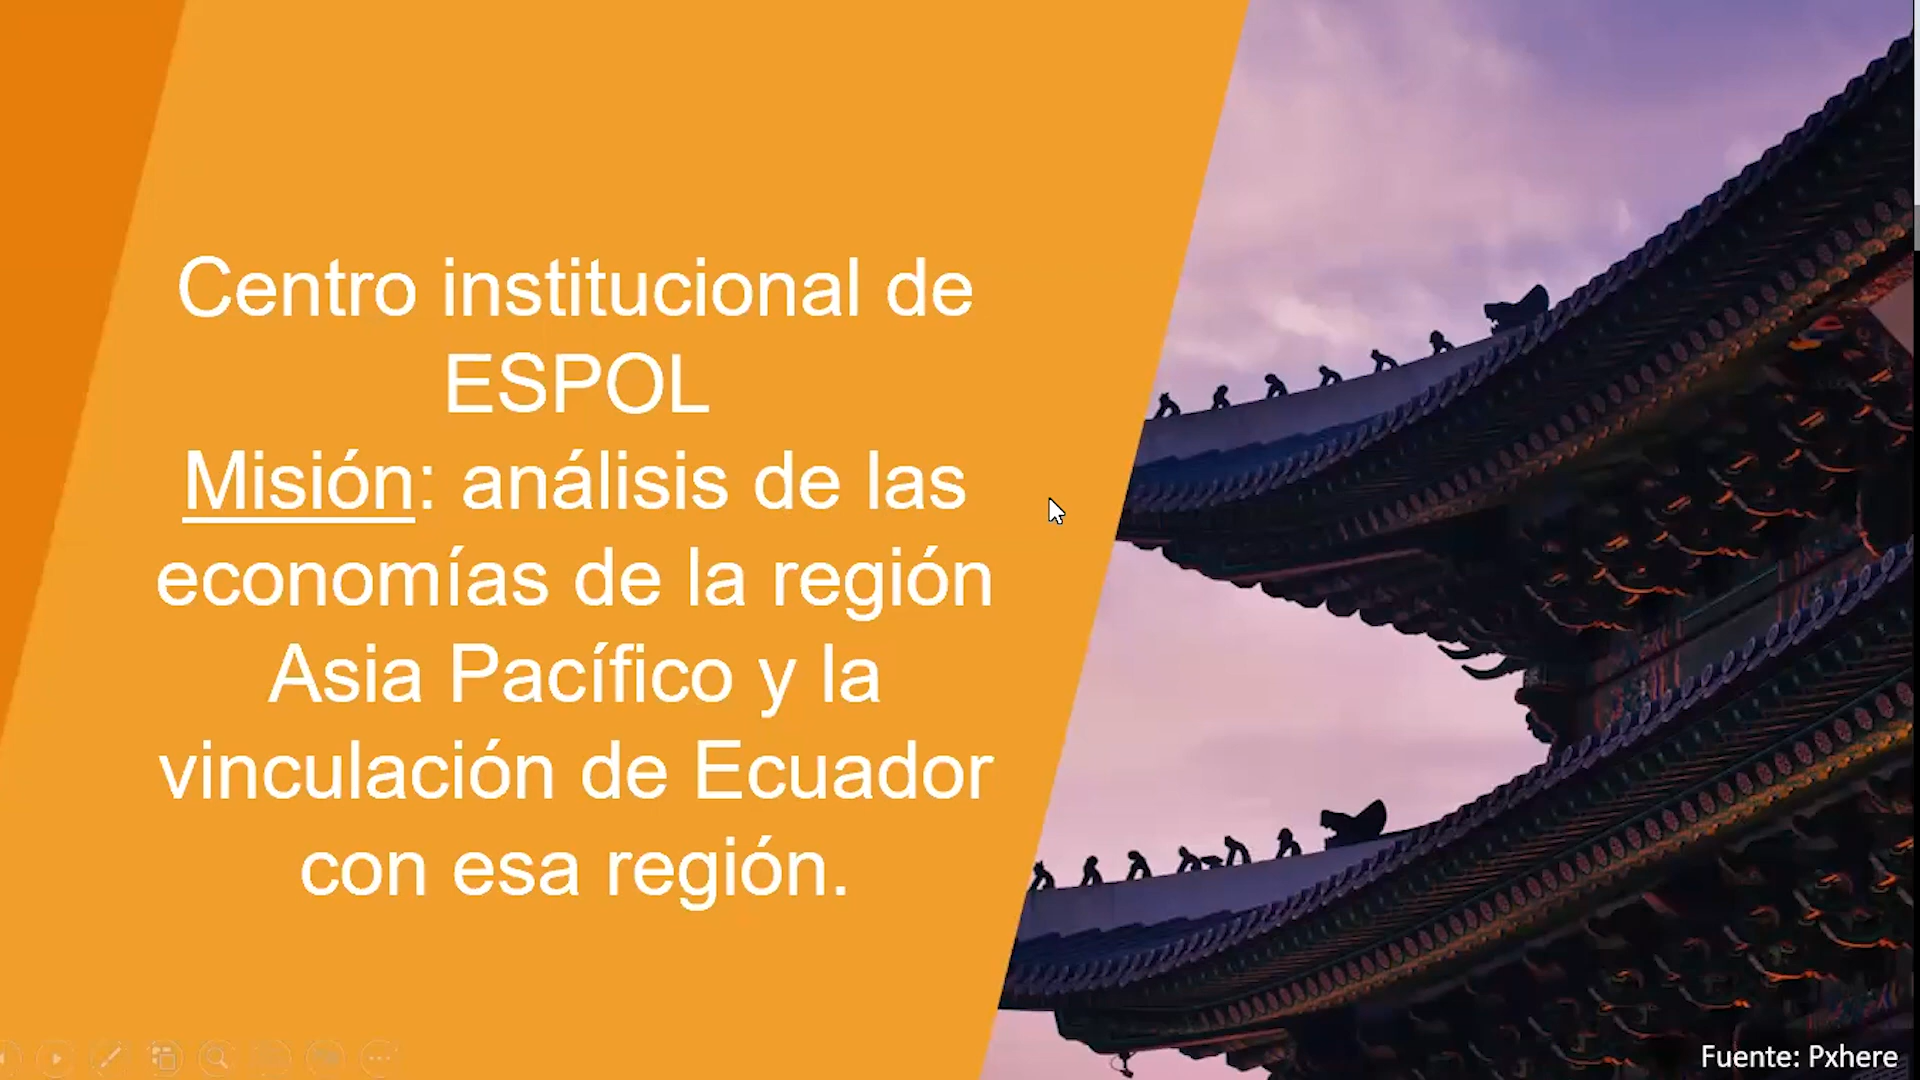 Centro institucional de
ESPOL
Misión: análisis de las
economías de la región
Asia Pacífico y la
vinculación de Ecuador
con esa región.
Fuente: Pxhere